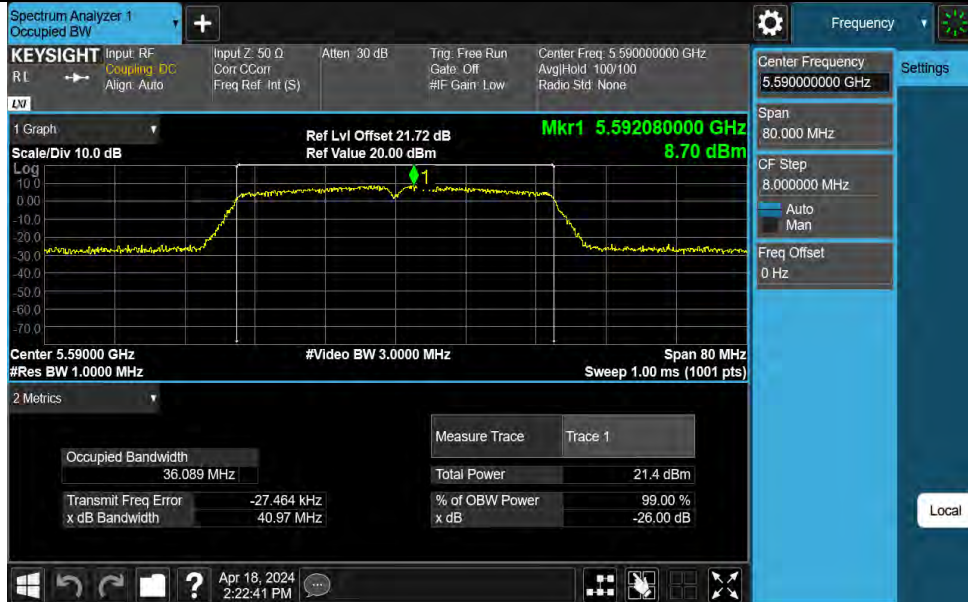 Spectrum Analyzer 1
Occupied BW
+
Frequency
KEYSIGHT
Input: RF
Coupling: DC
Align: Auto
Input Z: 50 Ω
Corr CCorr
Freq Ref: Int (S)
Atten: 30 dB
Trig: Free Run
Gate: Off
#IF Gain: Low
Center Freq: 5.590000000 GHz
Avg|Hold: 100/100
Radio Std: None
LXI
Center Frequency
5.590000000 GHz
Settings
Span
80.000 MHz
CF Step
8.000000 MHz
Auto
Man
Freq Offset
0 Hz
1 Graph
Scale/Div 10.0 dB
Ref Lvl Offset 21.72 dB
Ref Value 20.00 dBm
Mkr1 5.592080000 GHz
8.70 dBm
Log
1
10.0
0.00
-10.0
-20.0
-30.0
-40.0
-50.0
-60.0
-70.0
Center 5.59000 GHz
#Video BW 3.0000 MHz
Span 80 MHz
#Res BW 1.0000 MHz
Sweep 1.00 ms (1001 pts)
2 Metrics
Measure Trace
Trace 1
Occupied Bandwidth
36.089 MHz
Total Power
21.4 dBm
Transmit Freq Error
-27.464 kHz
% of OBW Power
99.00 %
x dB Bandwidth
40.97 MHz
x dB
-26.00 dB
Local
?
Apr 18, 2024
2:22:41 PM